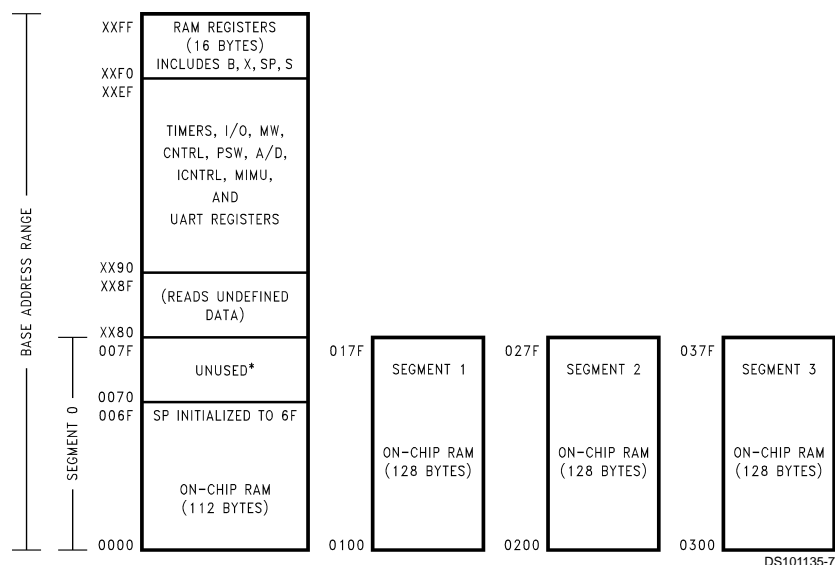 XXFF
RAM REGISTERS
(16 BYTES)
INCLUDES B, X, SP, S
XXF0
XXEF
TIMERS, I/O, MW,
CNTRL, PSW, A/D,
ICNTRL, MIMU,
AND
UART REGISTERS
XX90
XX8F
(READS UNDEFINED
DATA)
XX80
007F
UNUSED*
0070
006F
SP INITIALIZED TO 6F
ON-CHIP RAM
(112 BYTES)
0000
BASE ADDRESS RANGE
SEGMENT 0
017F
SEGMENT 1
ON-CHIP RAM
(128 BYTES)
0100
027F
SEGMENT 2
ON-CHIP RAM
(128 BYTES)
0200
037F
SEGMENT 3
ON-CHIP RAM
(128 BYTES)
0300
DS101135-7